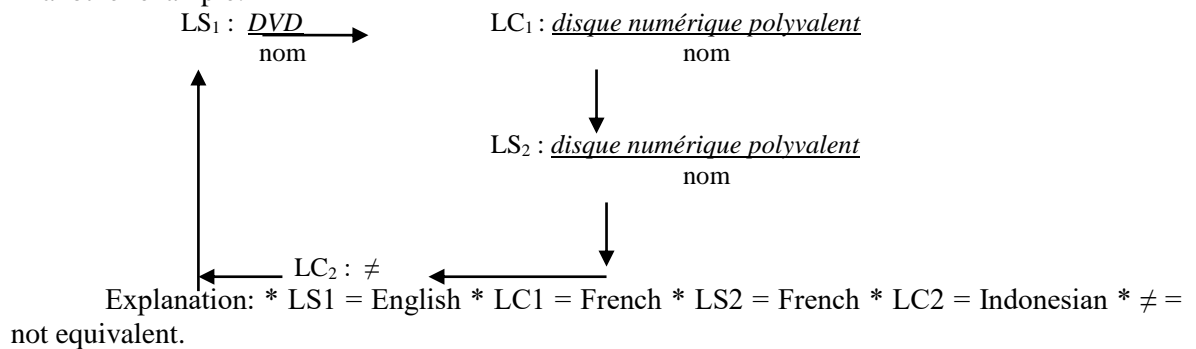 LS₁ : DVD LC₁ : disque numérique polyvalent
nom nom
LS₂ : disque numérique polyvalent
nom
LC₂ : ≠
Explanation: * LS1 = English * LC1 = French * LS2 = French * LC2 = Indonesian * ≠ =
not equivalent.